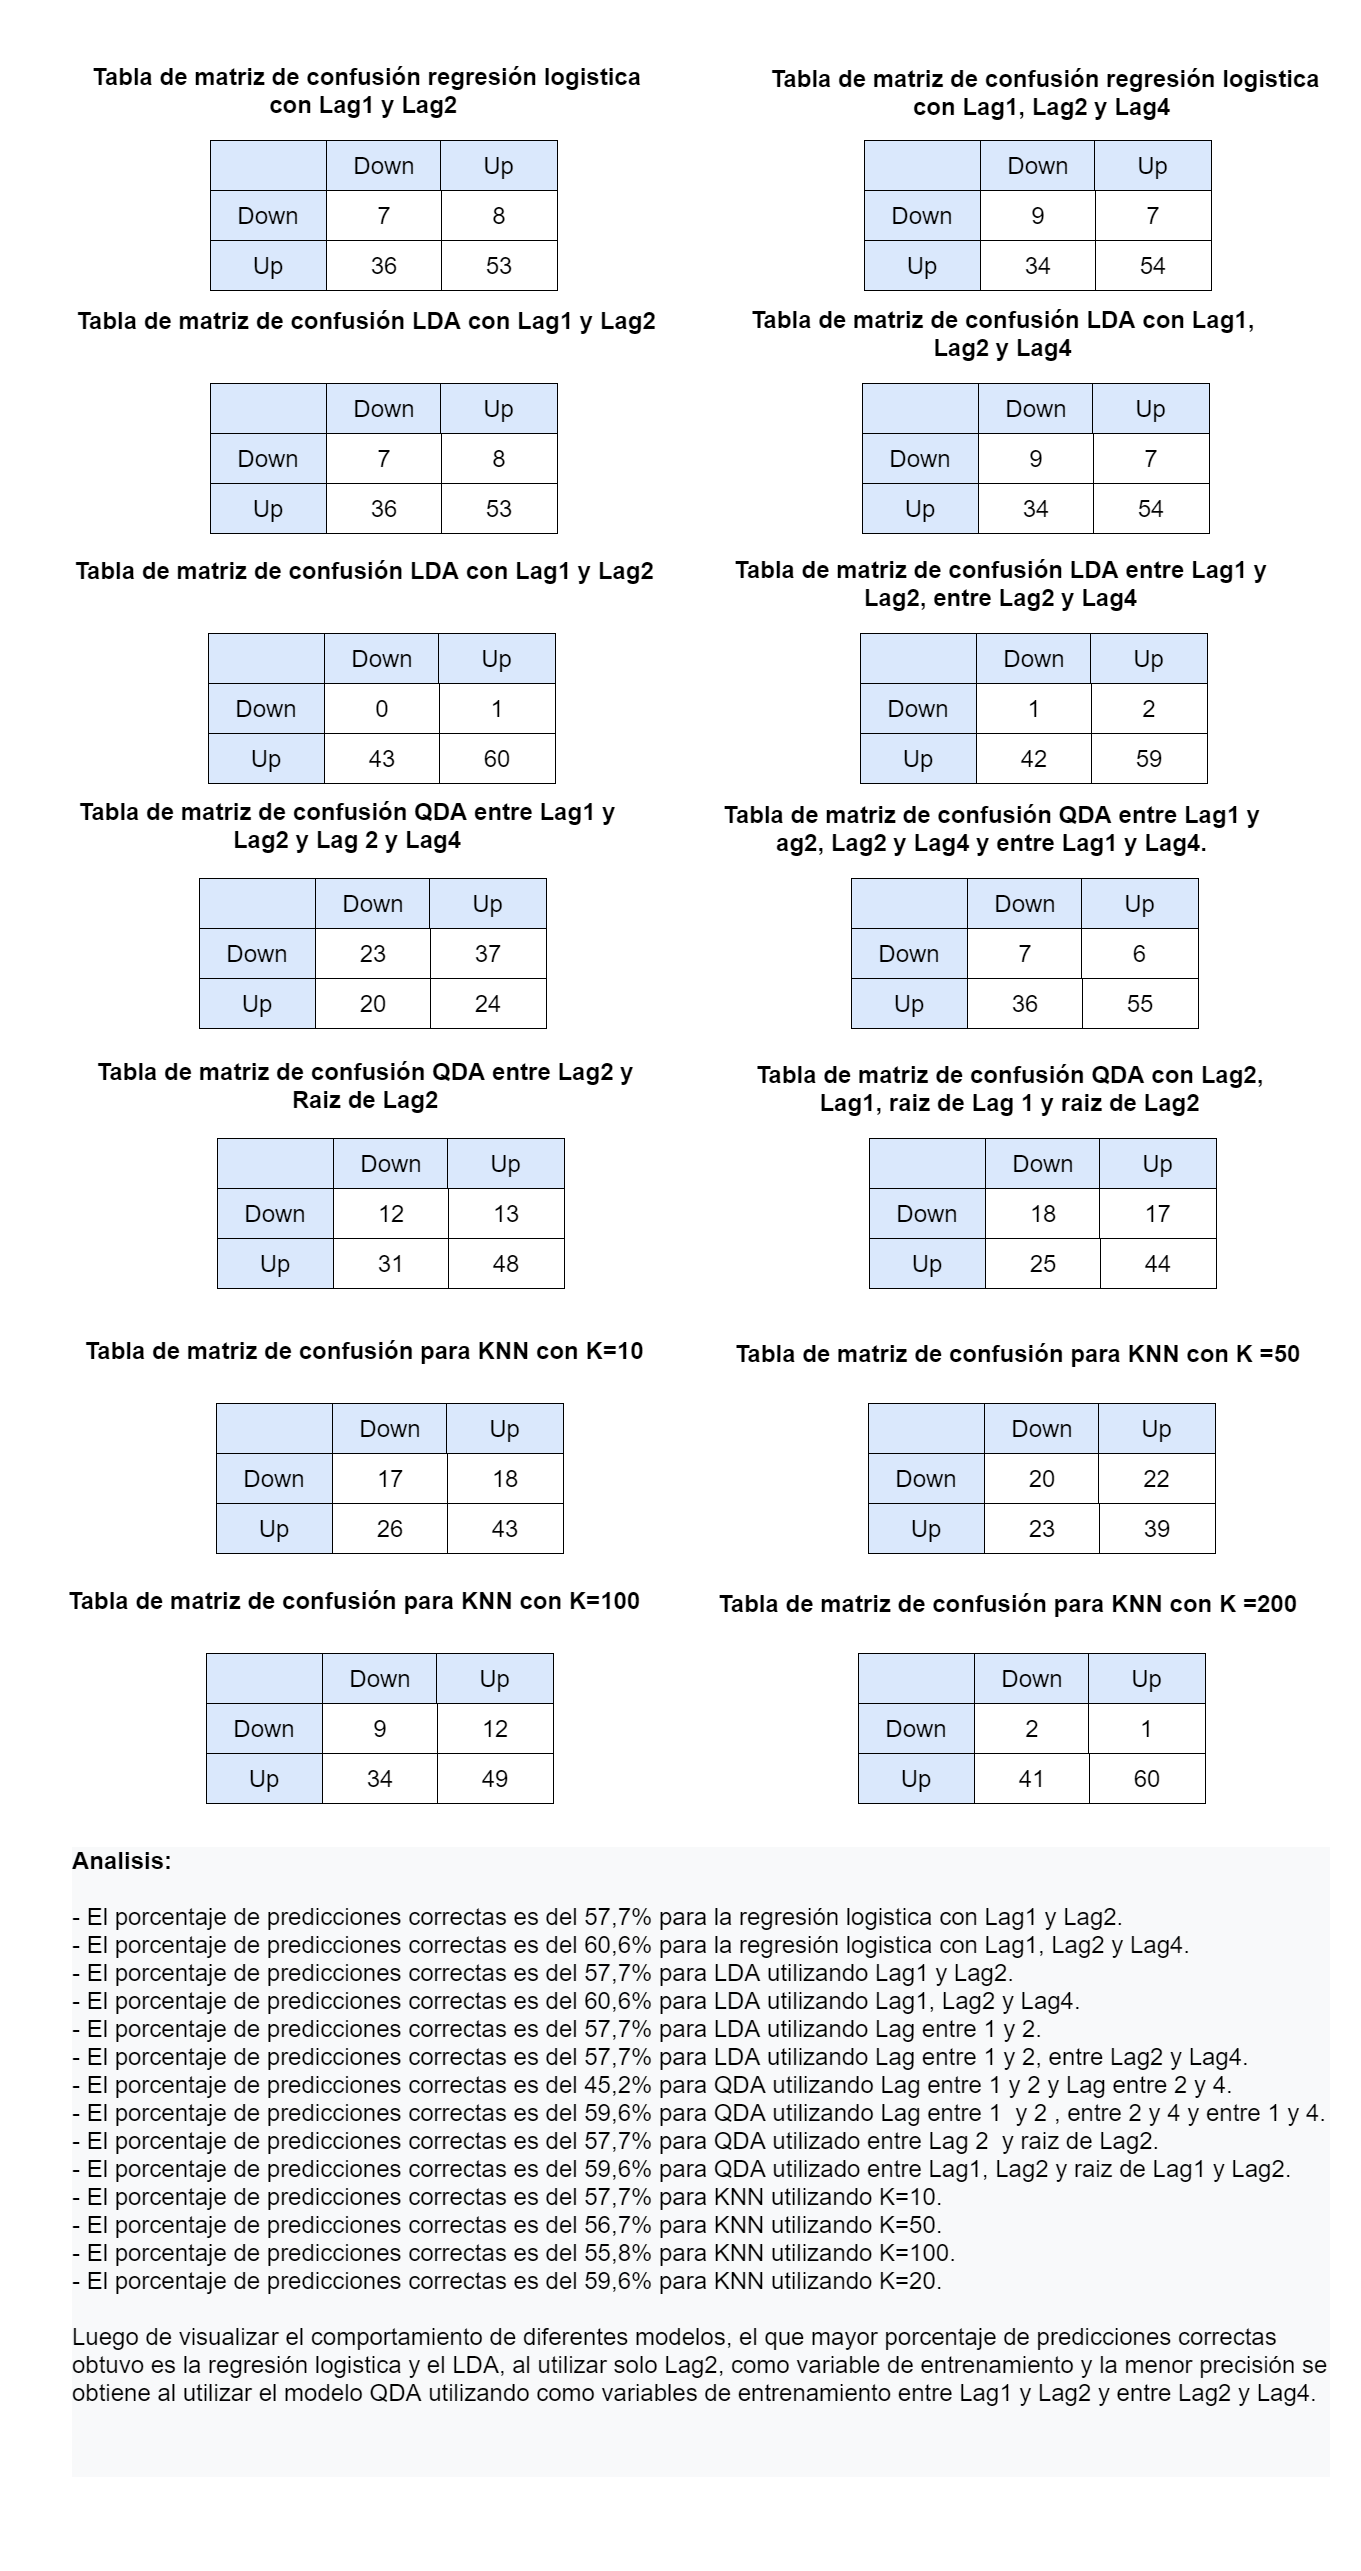 Tabla de matriz de confusión regresión logistica
con Lag1 y Lag2
Down Up
Down 7 8
Up 36 53
Tabla de matriz de confusión regresión logistica
con Lag1, Lag2 y Lag4
Down Up
Down 9 7
Up 34 54
Tabla de matriz de confusión LDA con Lag1 y Lag2
Down Up
Down 7 8
Up 36 53
Tabla de matriz de confusión LDA con Lag1,
Lag2 y Lag4
Down Up
Down 9 7
Up 34 54
Tabla de matriz de confusión LDA con Lag1 y Lag2
Down Up
Down 0 1
Up 43 60
Tabla de matriz de confusión LDA entre Lag1 y
Lag2, entre Lag2 y Lag4
Down Up
Down 1 2
Up 42 59
Tabla de matriz de confusión QDA entre Lag1 y
Lag2 y Lag 2 y Lag4
Down Up
Down 23 37
Up 20 24
Tabla de matriz de confusión QDA entre Lag1 y
ag2, Lag2 y Lag4 y entre Lag1 y Lag4.
Down Up
Down 7 6
Up 36 55
Tabla de matriz de confusión QDA entre Lag2 y
Raiz de Lag2
Down Up
Down 12 13
Up 31 48
Tabla de matriz de confusión QDA con Lag2,
Lag1, raiz de Lag 1 y raiz de Lag2
Down Up
Down 18 17
Up 25 44
Tabla de matriz de confusión para KNN con K=10
Down Up
Down 17 18
Up 26 43
Tabla de matriz de confusión para KNN con K =50
Down Up
Down 20 22
Up 23 39
Tabla de matriz de confusión para KNN con K=100
Down Up
Down 9 12
Up 34 49
Tabla de matriz de confusión para KNN con K =200
Down Up
Down 2 1
Up 41 60
Analisis:
- El porcentaje de predicciones correctas es del 57,7% para la regresión logistica con Lag1 y Lag2.
- El porcentaje de predicciones correctas es del 60,6% para la regresión logistica con Lag1, Lag2 y Lag4.
- El porcentaje de predicciones correctas es del 57,7% para LDA utilizando Lag1 y Lag2.
- El porcentaje de predicciones correctas es del 60,6% para LDA utilizando Lag1, Lag2 y Lag4.
- El porcentaje de predicciones correctas es del 57,7% para LDA utilizando Lag entre 1 y 2.
- El porcentaje de predicciones correctas es del 57,7% para LDA utilizando Lag entre 1 y 2, entre Lag2 y Lag4.
- El porcentaje de predicciones correctas es del 45,2% para QDA utilizando Lag entre 1 y 2 y Lag entre 2 y 4.
- El porcentaje de predicciones correctas es del 59,6% para QDA utilizando Lag entre 1  y 2 , entre 2 y 4 y entre 1 y 4.
- El porcentaje de predicciones correctas es del 57,7% para QDA utilizado entre Lag 2  y raiz de Lag2.
- El porcentaje de predicciones correctas es del 59,6% para QDA utilizado entre Lag1, Lag2 y raiz de Lag1 y Lag2.
- El porcentaje de predicciones correctas es del 57,7% para KNN utilizando K=10.
- El porcentaje de predicciones correctas es del 56,7% para KNN utilizando K=50.
- El porcentaje de predicciones correctas es del 55,8% para KNN utilizando K=100.
- El porcentaje de predicciones correctas es del 59,6% para KNN utilizando K=20.
Luego de visualizar el comportamiento de diferentes modelos, el que mayor porcentaje de predicciones correctas
obtuvo es la regresión logistica y el LDA, al utilizar solo Lag2, como variable de entrenamiento y la menor precisión se
obtiene al utilizar el modelo QDA utilizando como variables de entrenamiento entre Lag1 y Lag2 y entre Lag2 y Lag4.